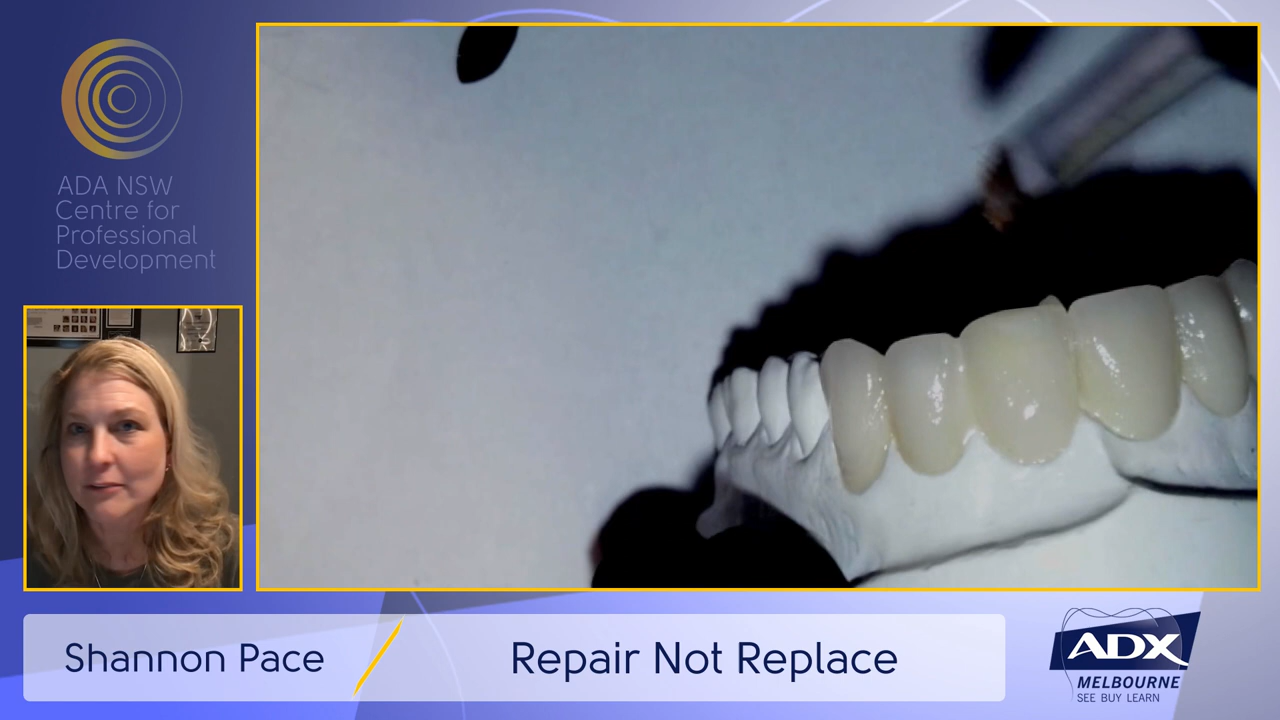 ADA NSW
Centre for
Professional
Development
Shannon Pace
Repair Not Replace
ADX
MELBOURNE
SEE BUY LEARN